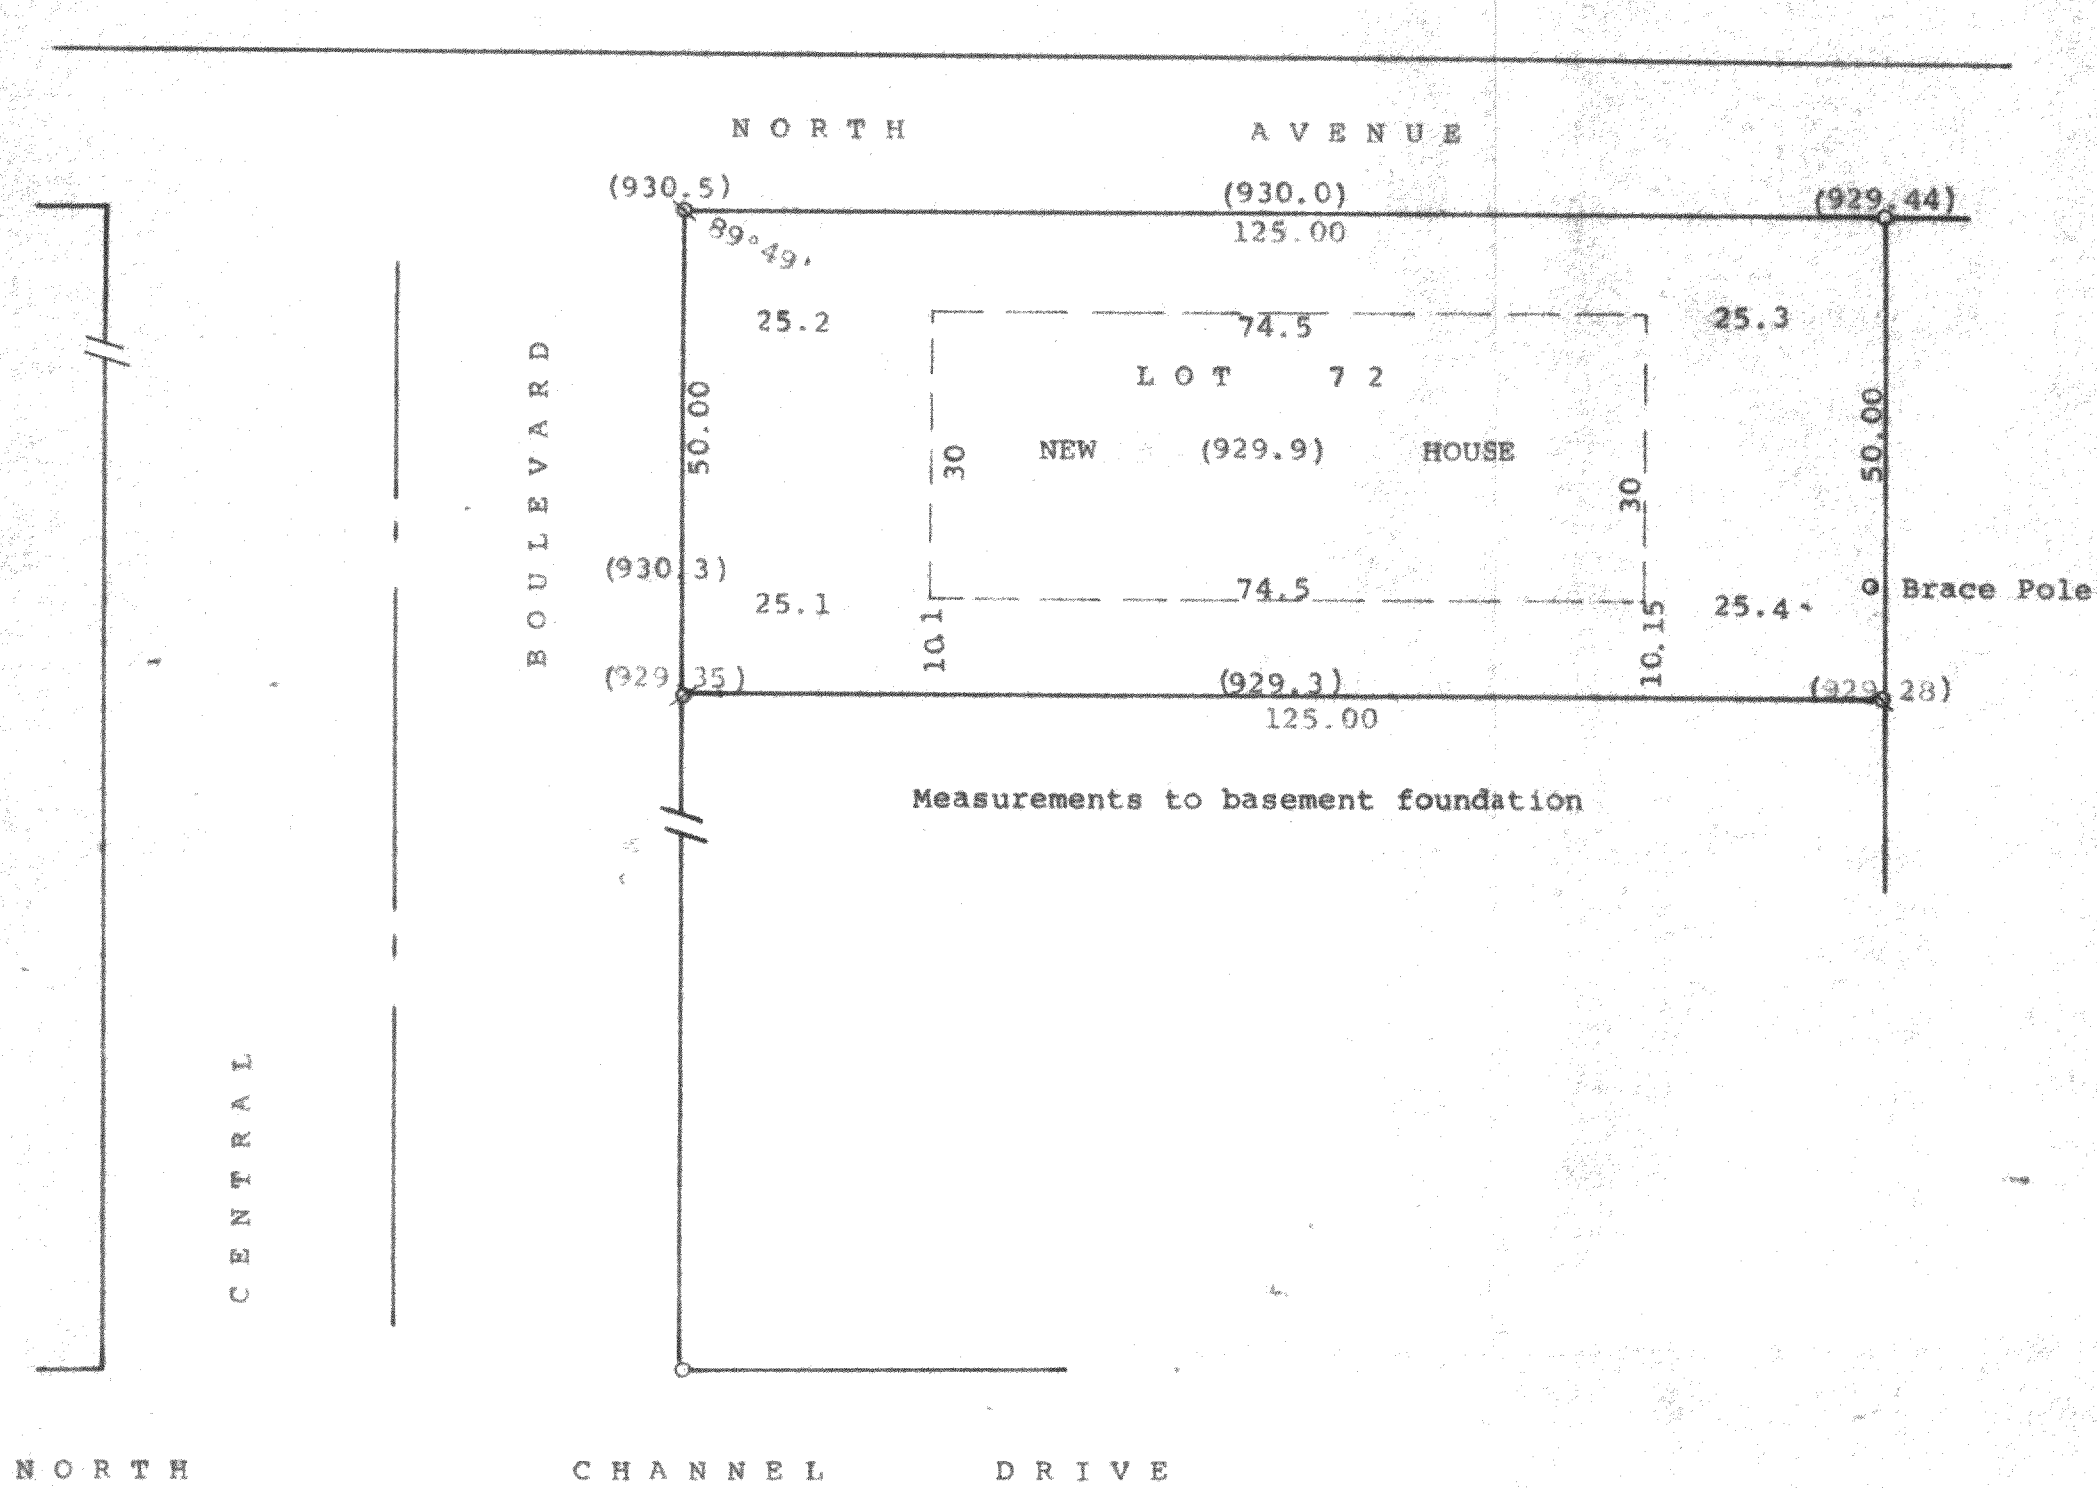 NORTH AVENUE
(930.5) (930.0) (929.44)
125.00
89°49'
25.2 74.5 25.3
LOT 72
50.00 50.00
BOULEVARD
NEW (929.9) HOUSE
30 30
(930.3)
25.1 74.5 25.4
Brace Pole
10.1 10.15
(929.35) (929.3) (929.28)
125.00
Measurements to basement foundation
CENTRAL
NORTH CHANNEL DRIVE